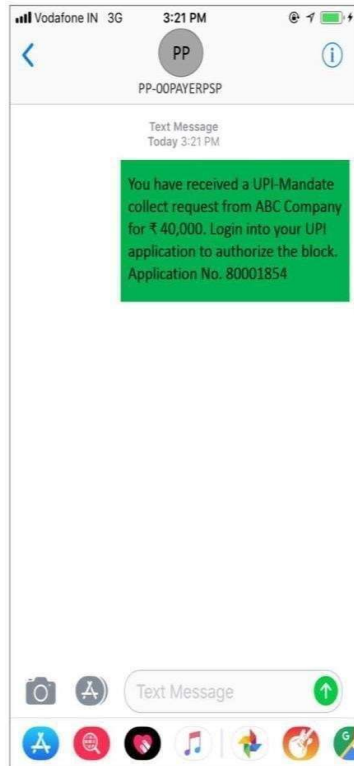 Vodafone IN 3G 3:21 PM
PP
PP-00PAYERPSP
Text Message
Today 3:21 PM
You have received a UPI-Mandate
collect request from ABC Company
for ₹ 40,000. Login into your UPI
application to authorize the block.
Application No. 80001854
Text Message